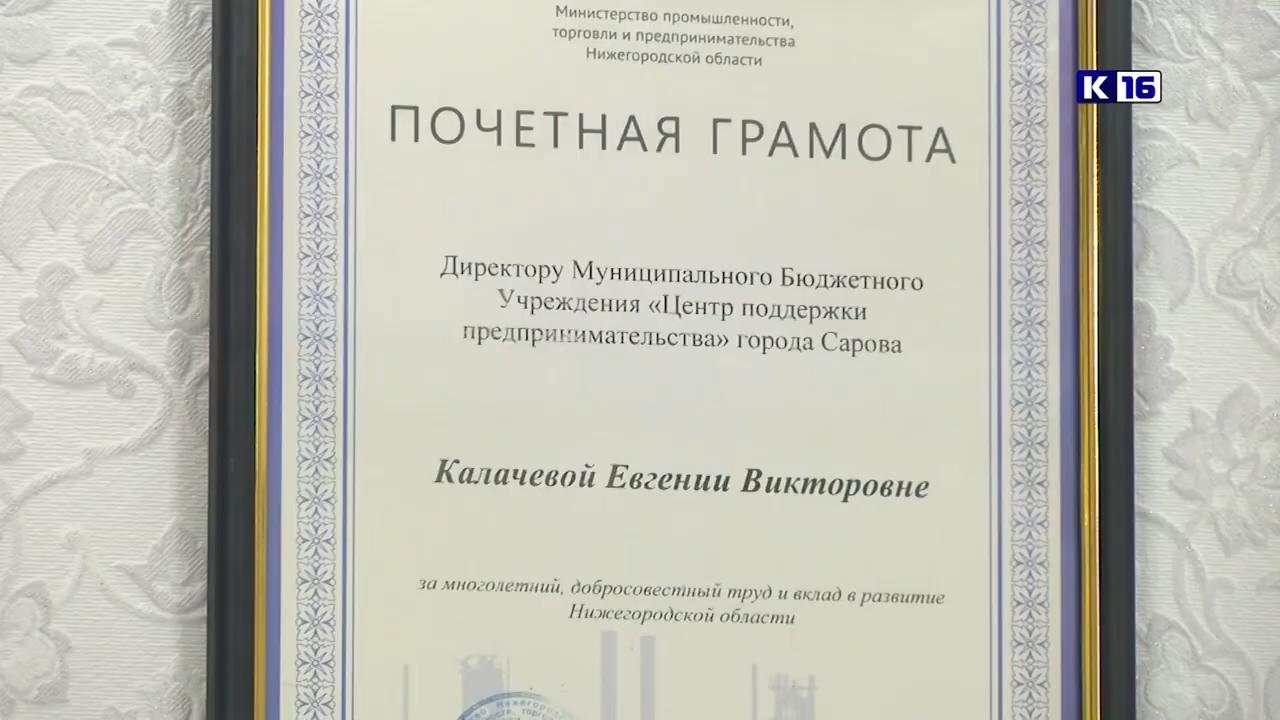 Министерство промышленности,
торговли и предпринимательства
Нижегородской области
К 16
ПОЧЕТНАЯ ГРАМОТА
Директору Муниципального Бюджетного
Учреждения «Центр поддержки
предпринимательства» города Сарова
Калачевой Евгении Викторовне
за многолетний, добросовестный труд и вклад в развитие
Нижегородской области